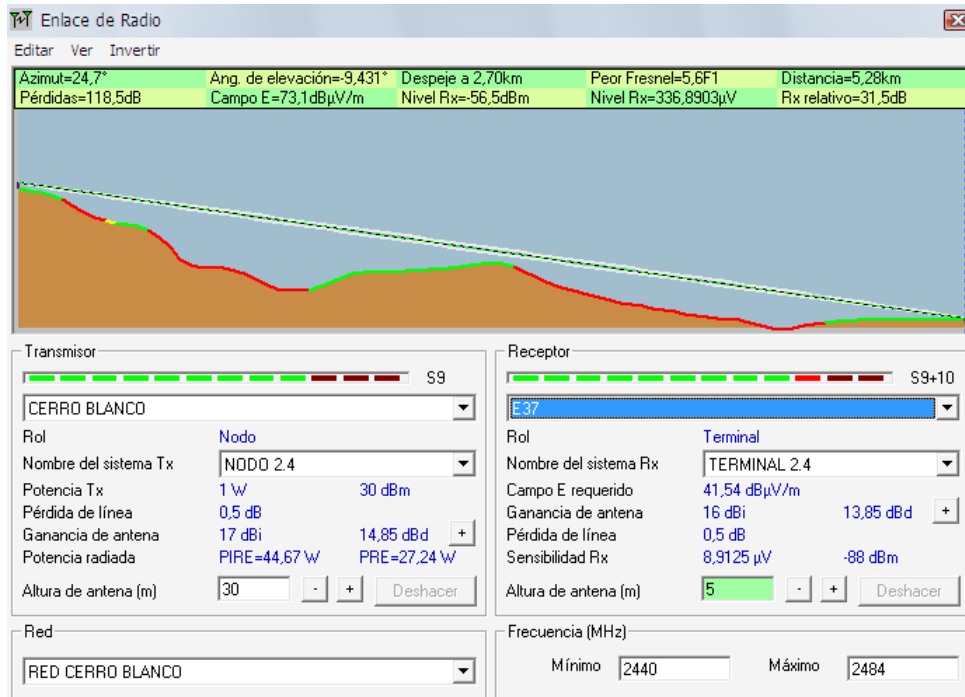 Enlace de Radio
Editar Ver Invertir
Azimut=24,7° Ang. de elevación=-9,431° Despeje a 2,70km Peor Fresnel=5,6F1 Distancia=5,28km
Pérdidas=118,5dB Campo E=73,1dBµV/m Nivel Rx=-56,5dBm Nivel Rx=336,8903µV Rx relativo=31,5dB
Transmisor
S9
CERRO BLANCO
Rol Nodo
Nombre del sistema Tx NODO 2.4
Potencia Tx 1 W 30 dBm
Pérdida de línea 0,5 dB
Ganancia de antena 17 dBi 14,85 dBd +
Potencia radiada PIRE=44,67 W PRE=27,24 W
Altura de antena (m) 30 - + Deshacer
Red
RED CERRO BLANCO
Receptor
S9+10
E37
Rol Terminal
Nombre del sistema Rx TERMINAL 2.4
Campo E requerido 41,54 dBµV/m
Ganancia de antena 16 dBi 13,85 dBd +
Pérdida de línea 0,5 dB
Sensibilidad Rx 8,9125 µV -88 dBm
Altura de antena (m) 5 - + Deshacer
Frecuencia (MHz)
Mínimo 2440 Máximo 2484